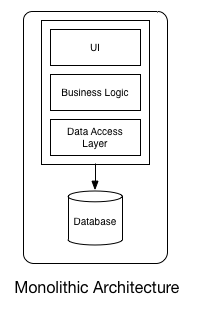 UI
Business Logic
Data Access
Layer
Database
Monolithic Architecture